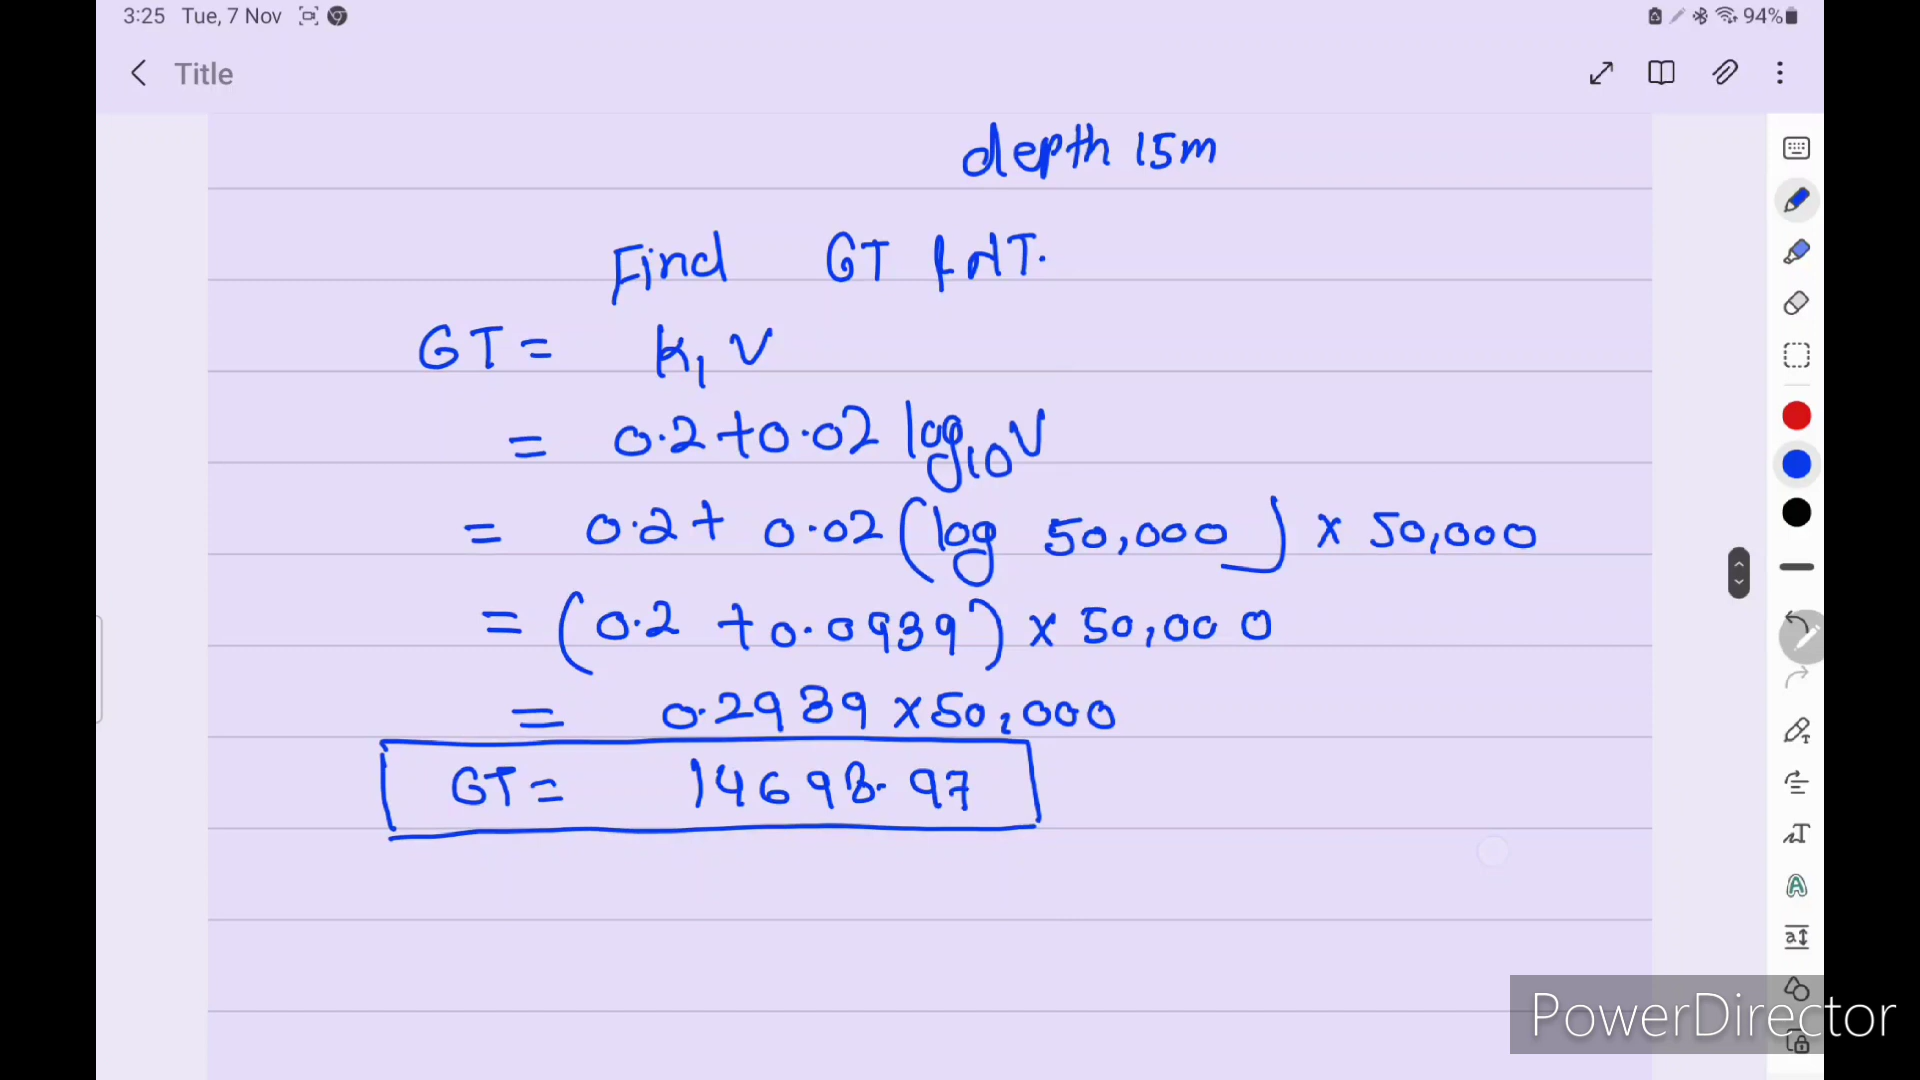 3:25 Tue, 7 Nov 94%
Title
depth 15m
Find GT & NT.
GT = K₁ V
= 0.2 + 0.02 log₁₀ V
= 0.2 + 0.02 (log 50,000) × 50,000
= (0.2 + 0.0939) × 50,000
= 0.2939 × 50,000
GT = 14698.97
PowerDirector